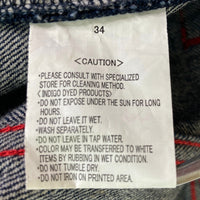 34
<CAUTION>
・PLEASE CONSULT WITH SPECIALIZED
STORE FOR CLEANING METHOD.
(INDIGO DYED PRODUCTS)
・DO NOT EXPOSE UNDER THE SUN FOR LONG
HOURS.
・DO NOT LEAVE IT WET.
・WASH SEPARATELY.
・DO NOT LEAVE IN TAP WATER.
・COLOR MAY BE TRANSFERRED TO WHITE
ITEMS BY RUBBING IN WET CONDITION.
・DO NOT TUMBLE DRY.
・DO NOT IRON ON PRINTED AREA.